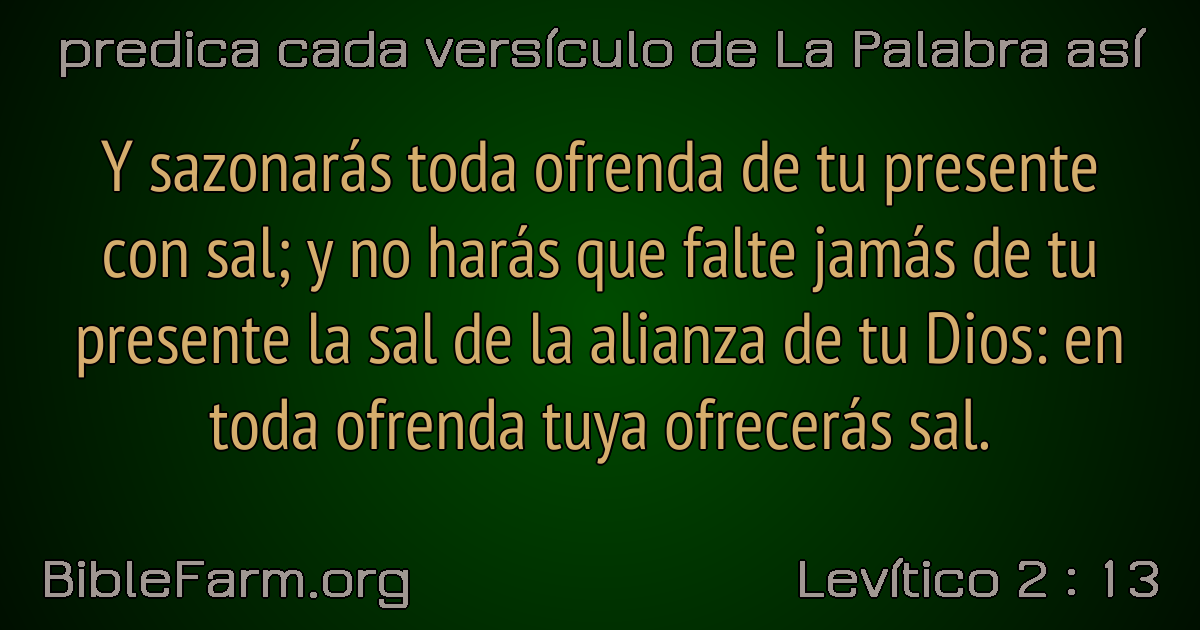 predica cada versículo de La Palabra así
Y sazonarás toda ofrenda de tu presente
con sal; y no harás que falte jamás de tu
presente la sal de la alianza de tu Dios: en
toda ofrenda tuya ofrecerás sal.
BibleFarm.org
Levítico 2 : 13